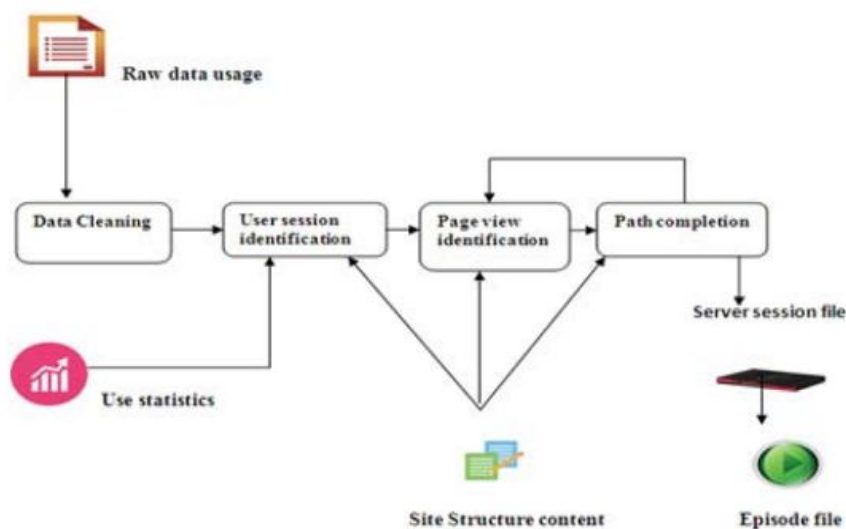 Raw data usage
Data Cleaning
User session
identification
Page view
identification
Path completion
Server session file
Use statistics
Site Structure content
Episode file